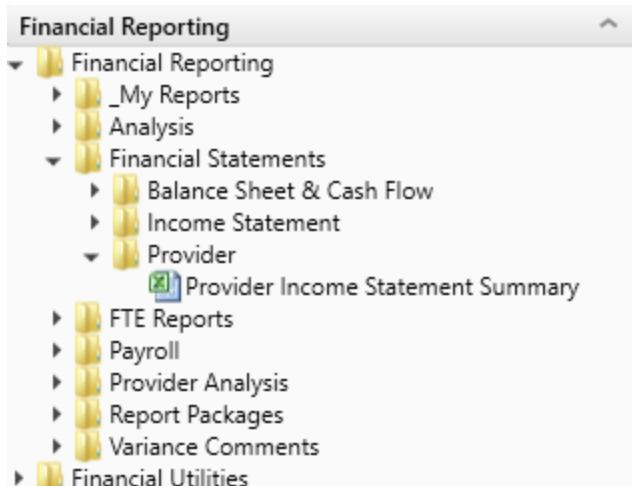 Financial Reporting
Financial Reporting
_My Reports
Analysis
Financial Statements
Balance Sheet & Cash Flow
Income Statement
Provider
Provider Income Statement Summary
FTE Reports
Payroll
Provider Analysis
Report Packages
Variance Comments
Financial Utilities